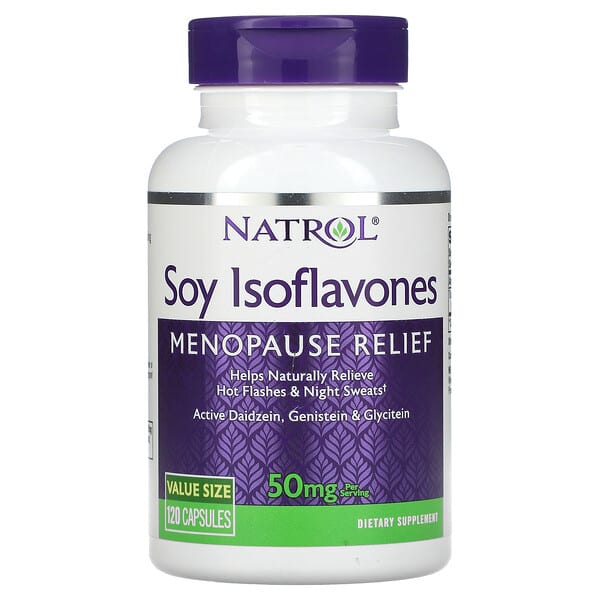 NATROL®
Soy Isoflavones
MENOPAUSE RELIEF
Helps Naturally Relieve
Hot Flashes & Night Sweats†
Active Daidzein, Genistein & Glycitein
VALUE SIZE
120 CAPSULES
50mg Per Serving
DIETARY SUPPLEMENT